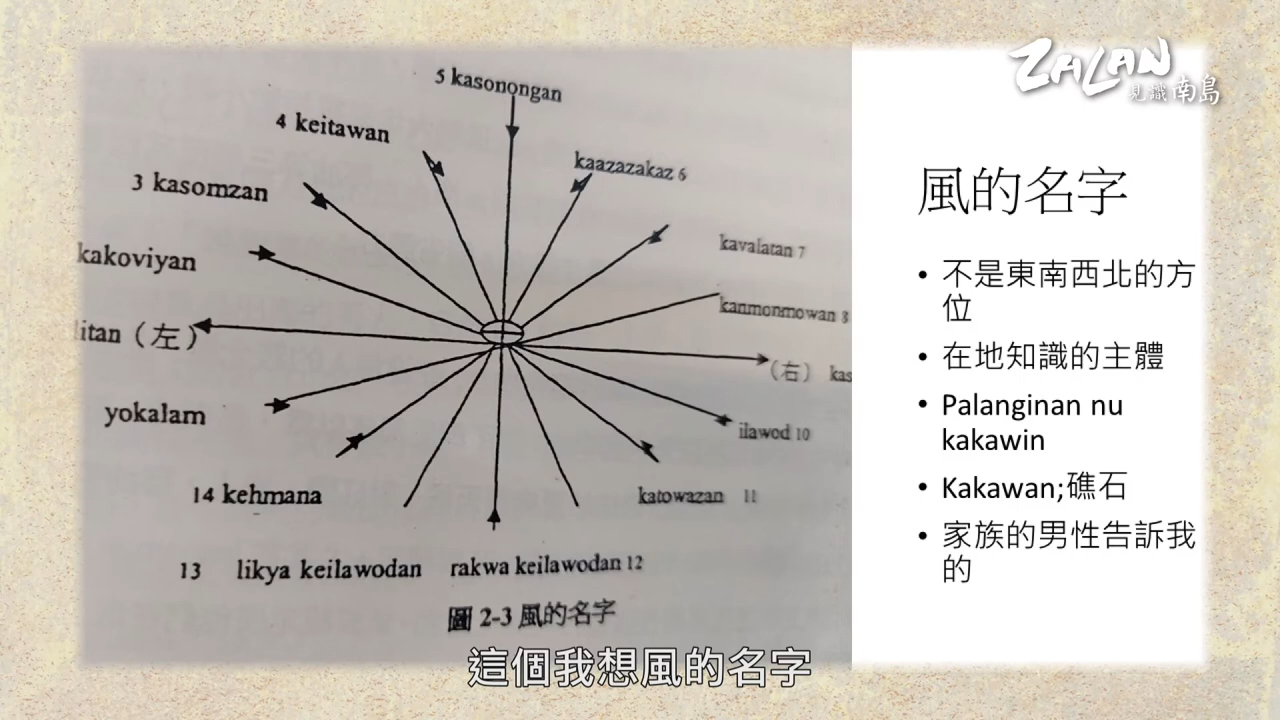 ZALAN
見識南島
5 kasonongan
4 keitawan
kaazazakaz 6
3 kasomzan
kavalatan 7
kakoviyan
kanmonmowan 8
（左）
（右）
yokalam
ilawod 10
14 kehmana
katowazan 11
13 likya keilawodan rakwa keilawodan 12
圖 2-3 風的名字
風的名字
• 不是東南西北的方
位
• 在地知識的主體
• Palanginan nu
kakawin
• Kakawan;礁石
• 家族的男性告訴我
的
這個我想風的名字